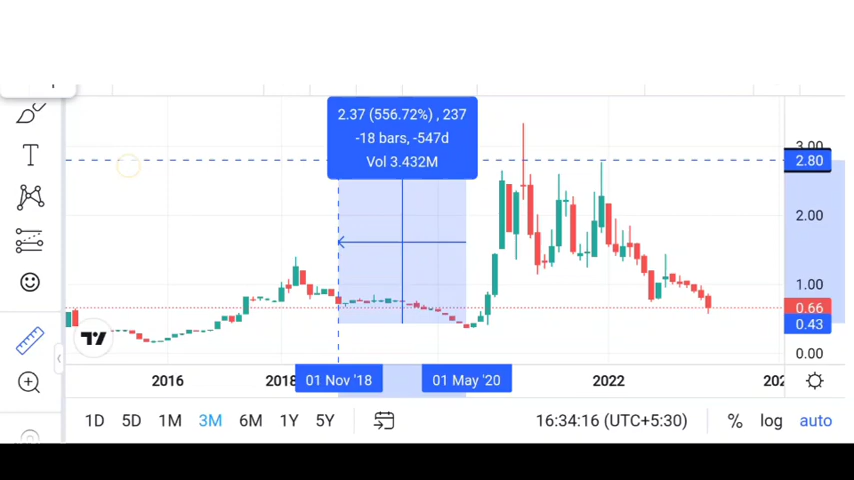 2.37 (556.72%) , 237
-18 bars, -547d
Vol 3.432M
3.00
2.80
2.00
1.00
0.66
0.43
0.00
2016
2018
01 Nov '18
01 May '20
2022
1D 5D 1M 3M 6M 1Y 5Y
16:34:16 (UTC+5:30) % log auto